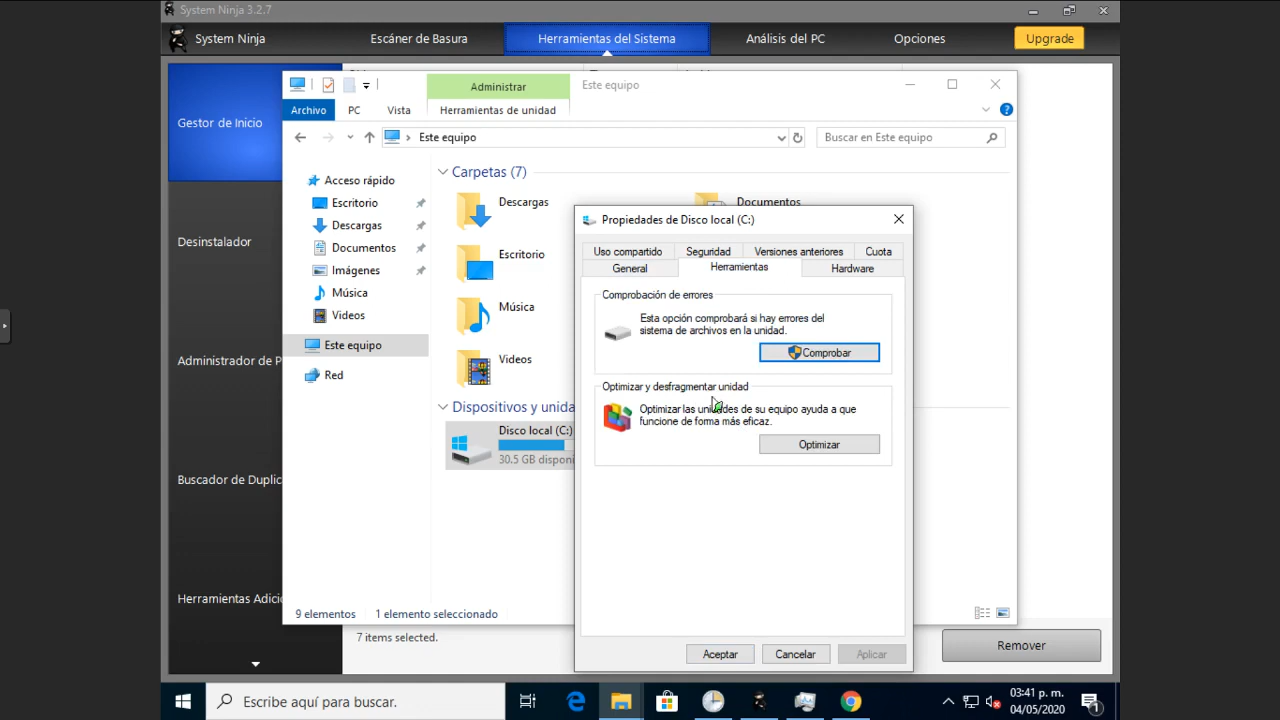 System Ninja 3.2.7
System Ninja
Escáner de Basura
Herramientas del Sistema
Análisis del PC
Opciones
Upgrade
Gestor de Inicio
Desinstalador
Administrador de P
Buscador de Duplic
Herramientas Adici
7 items selected.
Remover
Administrar
Este equipo
Archivo
PC
Vista
Herramientas de unidad
Este equipo
Buscar en Este equipo
Acceso rápido
Escritorio
Descargas
Documentos
Imágenes
Música
Videos
Este equipo
Red
Carpetas (7)
Descargas
Documentos
Escritorio
Música
Videos
Dispositivos y unida
Disco local (C:)
30.5 GB disponi
9 elementos
1 elemento seleccionado
Propiedades de Disco local (C:)
Uso compartido
Seguridad
Versiones anteriores
Cuota
General
Herramientas
Hardware
Comprobación de errores
Esta opción comprobará si hay errores del
sistema de archivos en la unidad.
Comprobar
Optimizar y desfragmentar unidad
Optimizar las unidades de su equipo ayuda a que
funcione de forma más eficaz.
Optimizar
Aceptar
Cancelar
Aplicar
Escribe aquí para buscar.
03:41 p. m.
04/05/2020
1